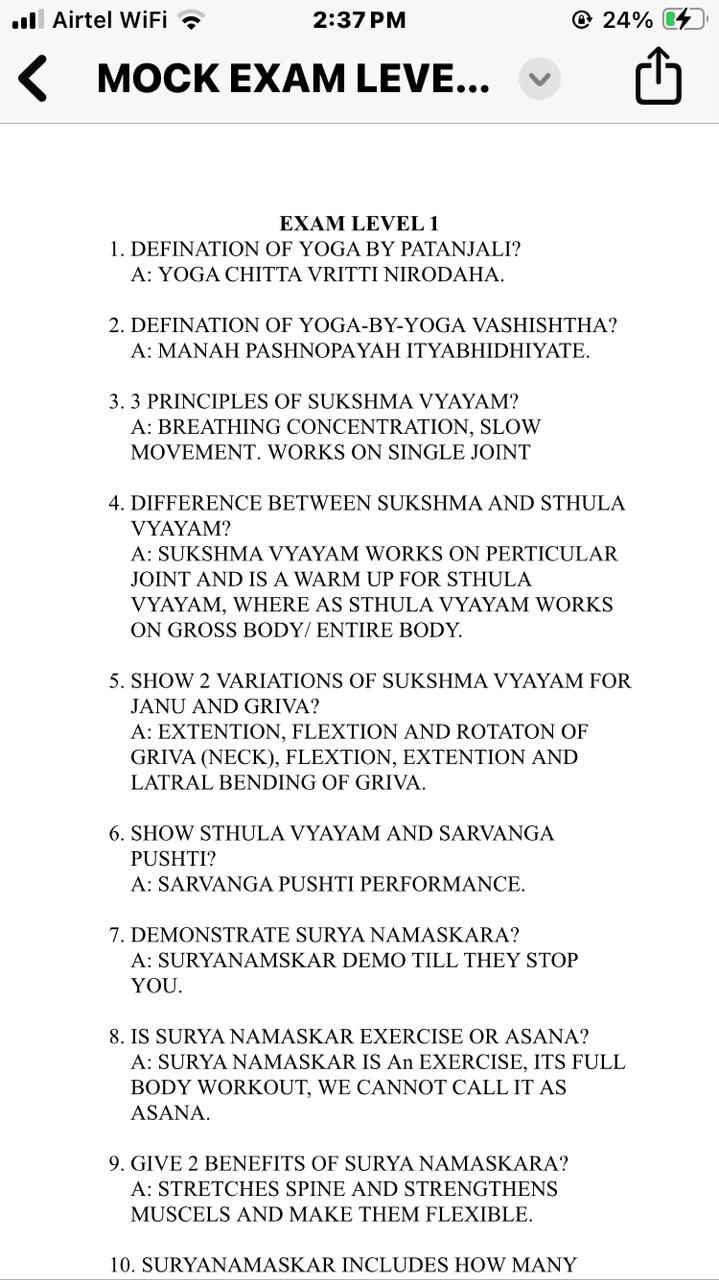 Airtel WiFi 2:37 PM 24%
MOCK EXAM LEVE...
EXAM LEVEL 1
1. DEFINATION OF YOGA BY PATANJALI?
A: YOGA CHITTA VRITTI NIRODAHA.
2. DEFINATION OF YOGA-BY-YOGA VASHISHTHA?
A: MANAH PASHNOPAYAH ITYABHIDHIYATE.
3. 3 PRINCIPLES OF SUKSHMA VYAYAM?
A: BREATHING CONCENTRATION, SLOW
MOVEMENT. WORKS ON SINGLE JOINT
4. DIFFERENCE BETWEEN SUKSHMA AND STHULA
VYAYAM?
A: SUKSHMA VYAYAM WORKS ON PERTICULAR
JOINT AND IS A WARM UP FOR STHULA
VYAYAM, WHERE AS STHULA VYAYAM WORKS
ON GROSS BODY/ ENTIRE BODY.
5. SHOW 2 VARIATIONS OF SUKSHMA VYAYAM FOR
JANU AND GRIVA?
A: EXTENTION, FLEXTION AND ROTATON OF
GRIVA (NECK), FLEXTION, EXTENTION AND
LATRAL BENDING OF GRIVA.
6. SHOW STHULA VYAYAM AND SARVANGA
PUSHTI?
A: SARVANGA PUSHTI PERFORMANCE.
7. DEMONSTRATE SURYA NAMASKARA?
A: SURYANAMSKAR DEMO TILL THEY STOP
YOU.
8. IS SURYA NAMASKAR EXERCISE OR ASANA?
A: SURYA NAMASKAR IS An EXERCISE, ITS FULL
BODY WORKOUT, WE CANNOT CALL IT AS
ASANA.
9. GIVE 2 BENEFITS OF SURYA NAMASKARA?
A: STRETCHES SPINE AND STRENGTHENS
MUSCELS AND MAKE THEM FLEXIBLE.
10. SURYANAMASKAR INCLUDES HOW MANY